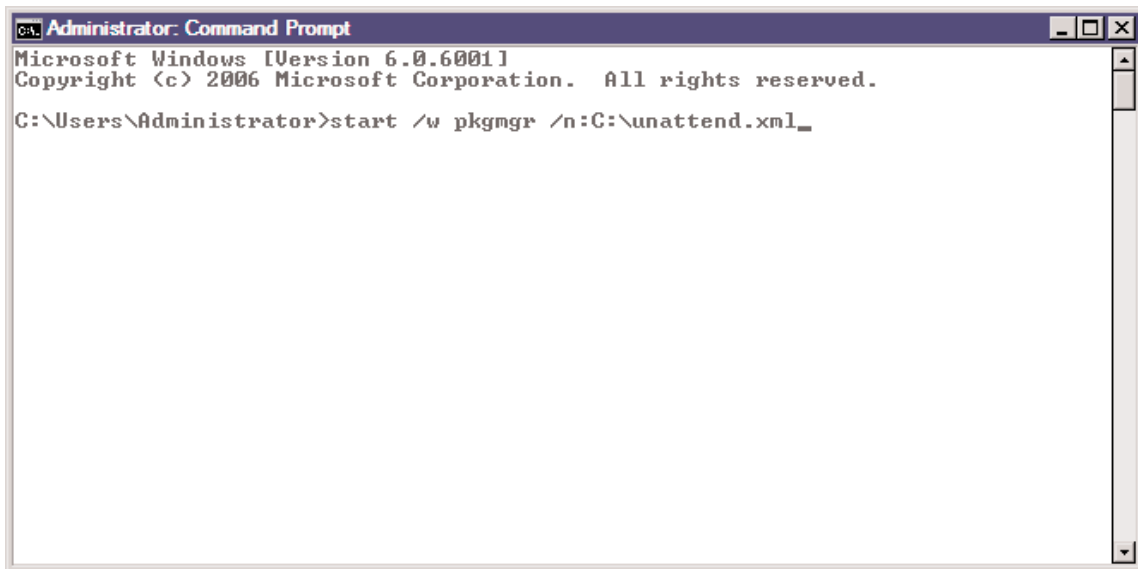 Administrator: Command Prompt
Microsoft Windows [Version 6.0.6001]
Copyright (c) 2006 Microsoft Corporation.  All rights reserved.
C:\Users\Administrator>start /w pkgmgr /n:C:\unattend.xml_